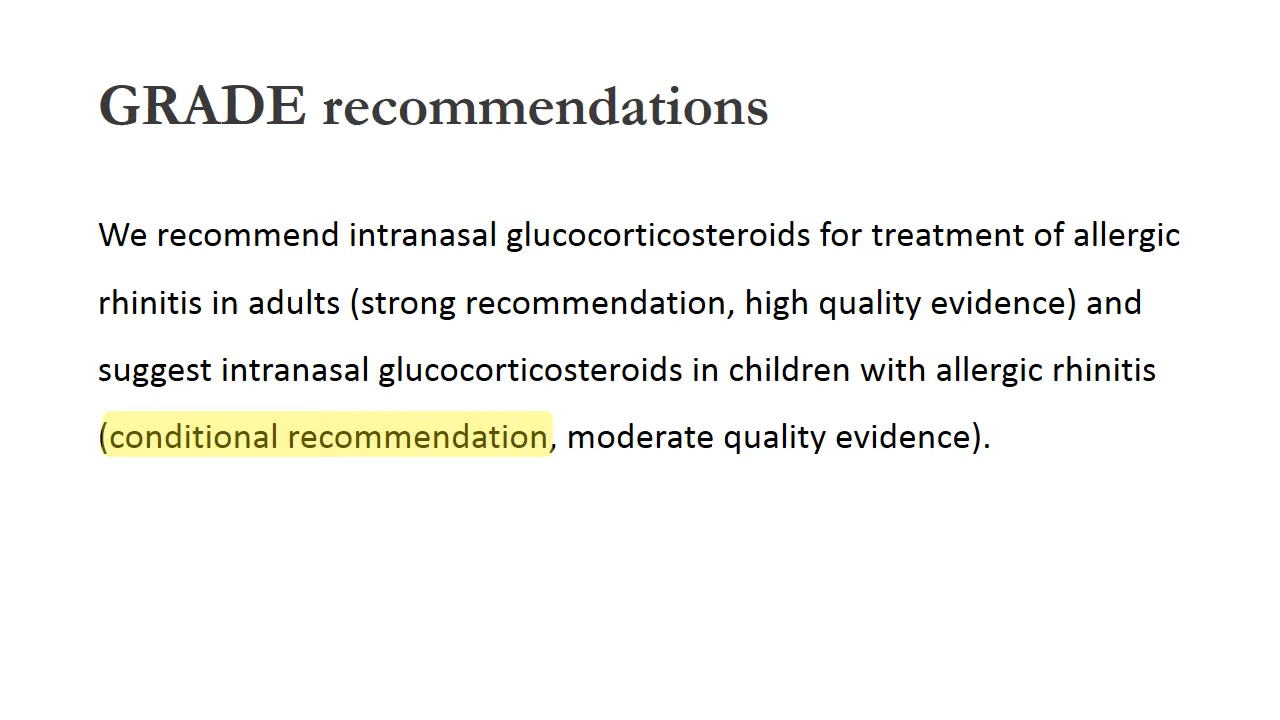 GRADE recommendations
We recommend intranasal glucocorticosteroids for treatment of allergic
rhinitis in adults (strong recommendation, high quality evidence) and
suggest intranasal glucocorticosteroids in children with allergic rhinitis
(conditional recommendation, moderate quality evidence).